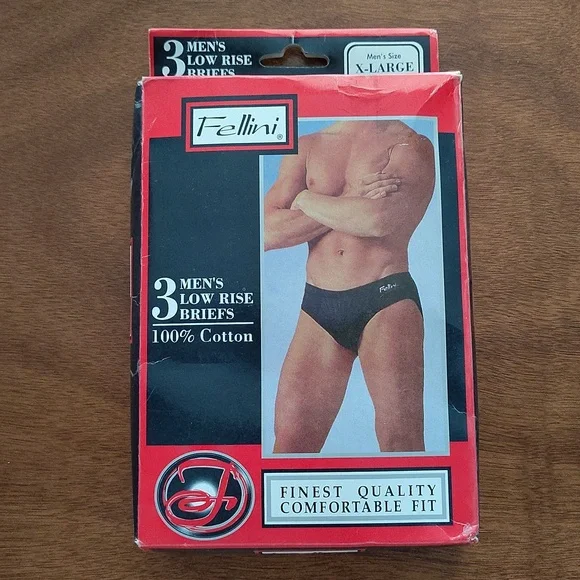 3 MEN'S
LOW RISE
BRIEFS
Men's Size
X-LARGE
Fellini®
Fellini
3 MEN'S
LOW RISE
BRIEFS
100% Cotton
FINEST QUALITY
COMFORTABLE FIT